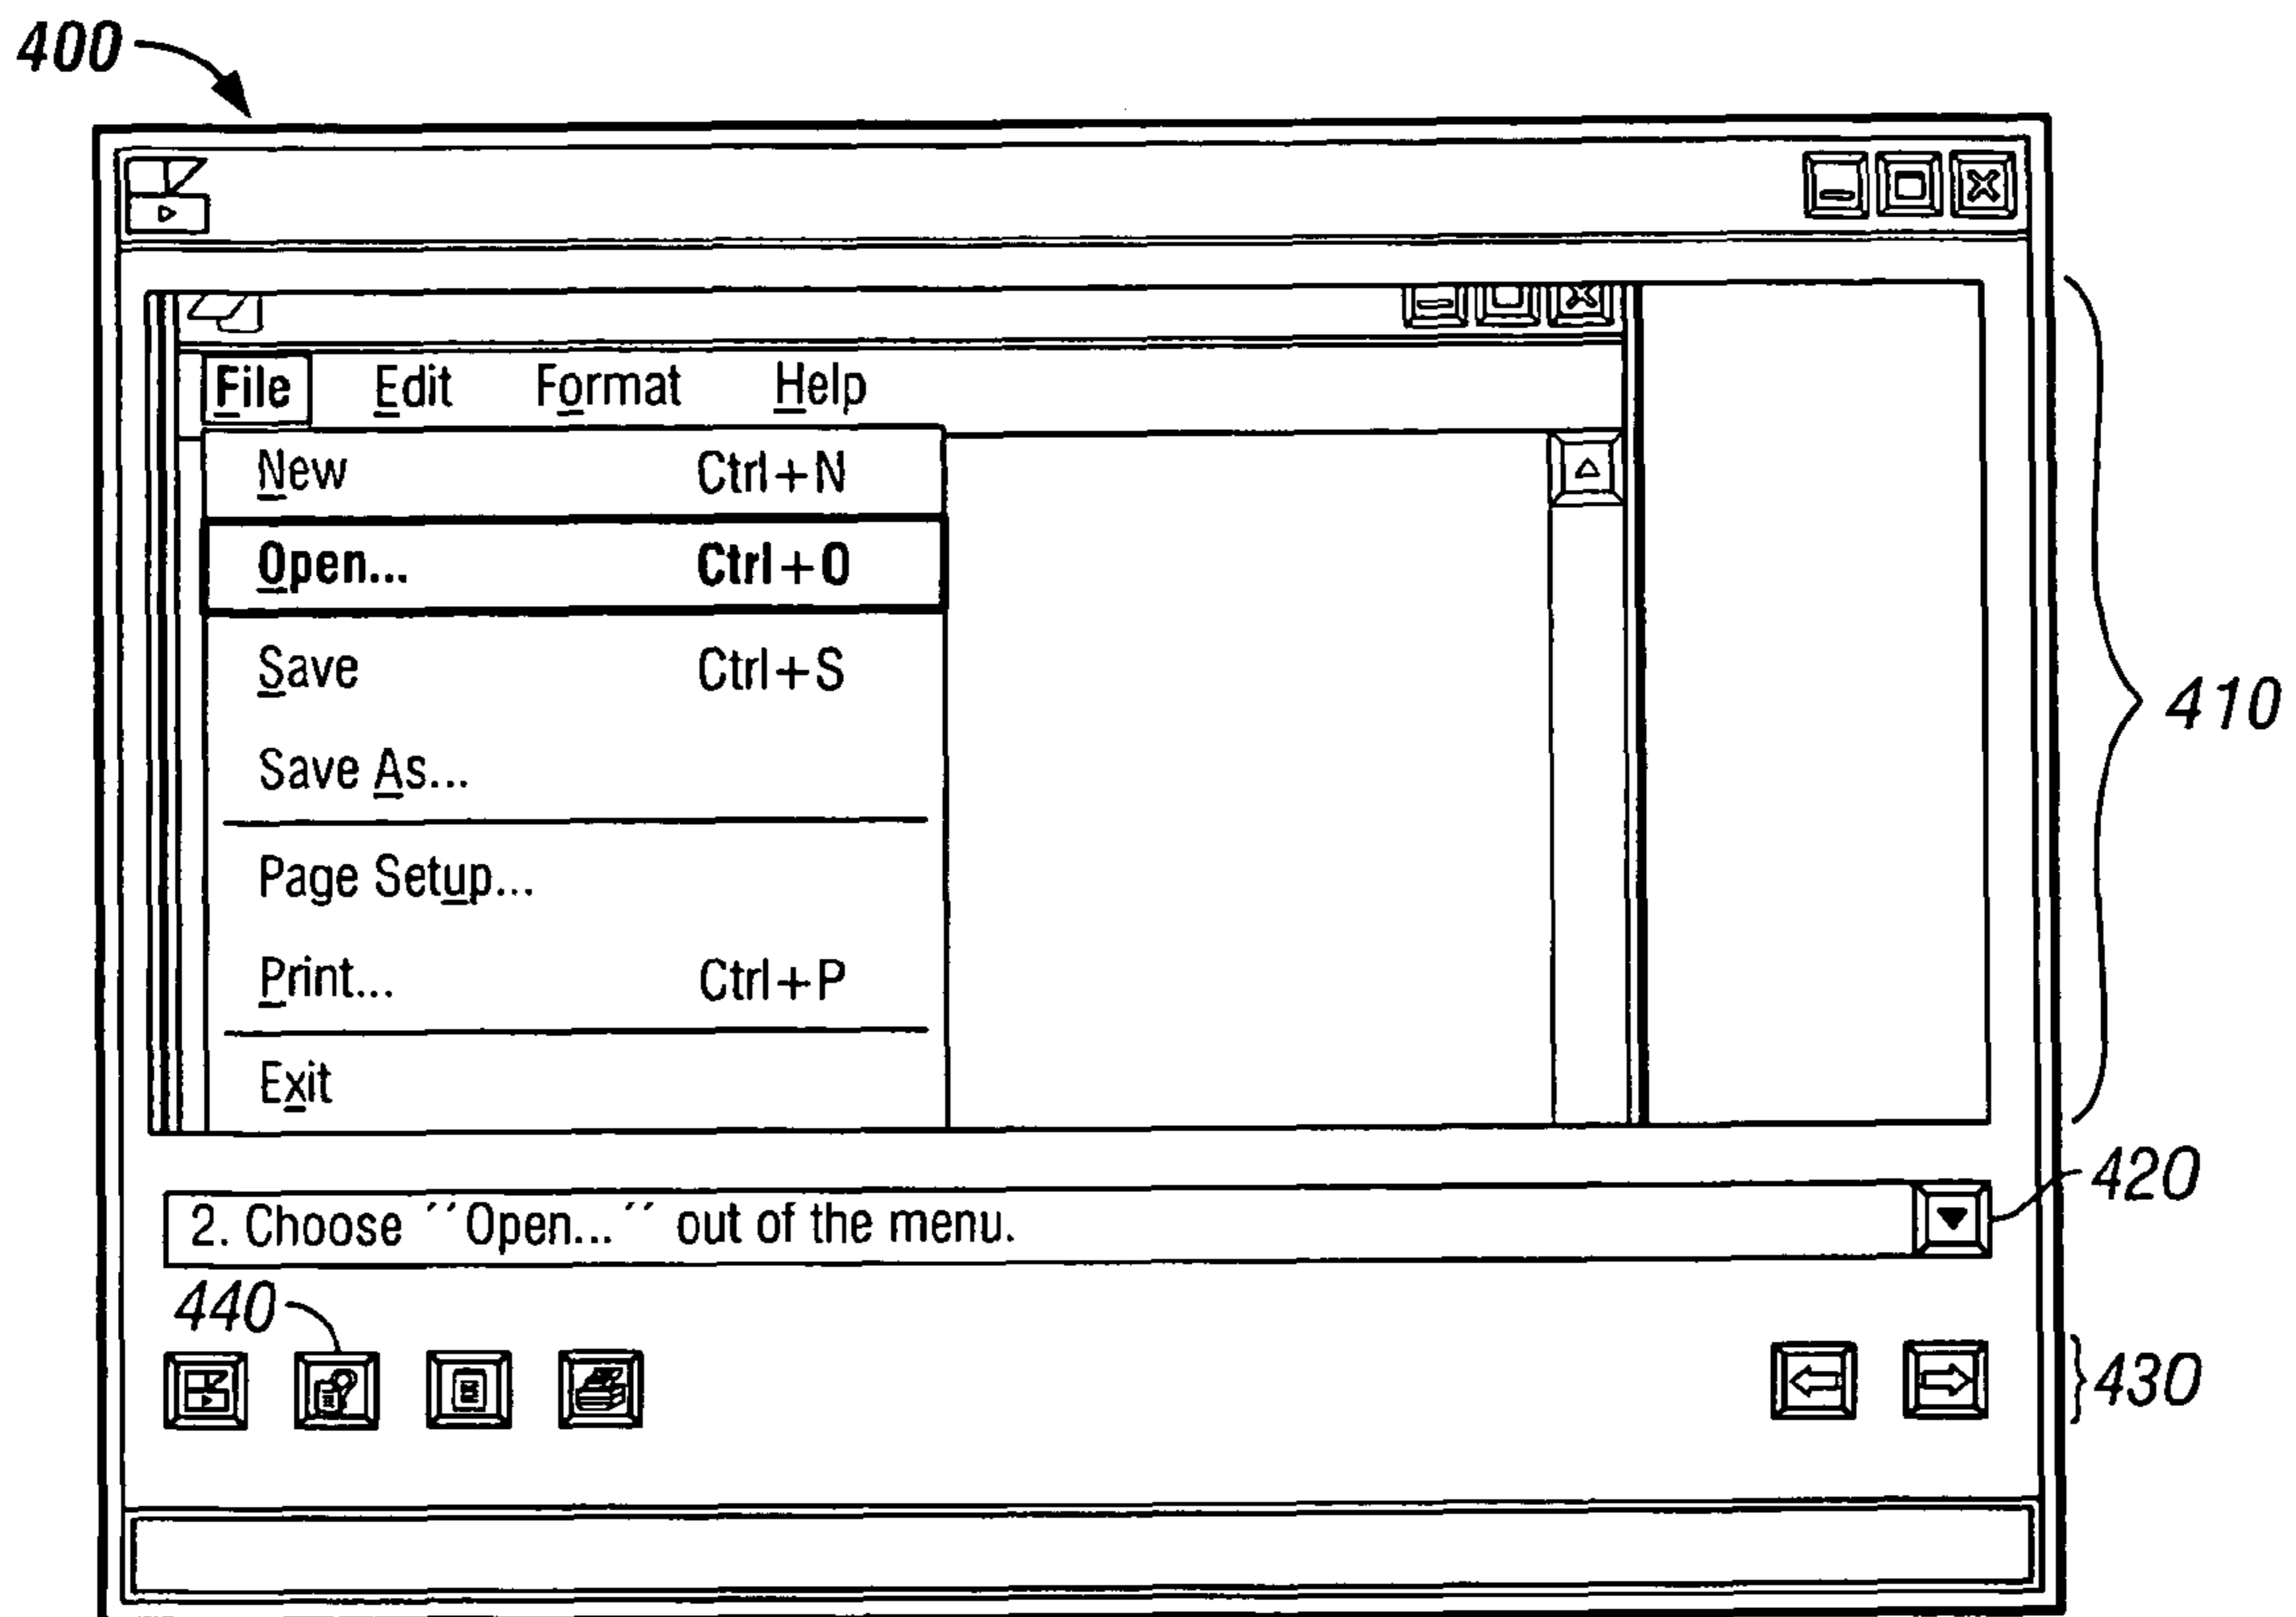 400
File Edit Format Help
New Ctrl+N
Open... Ctrl+O
Save Ctrl+S
Save As...
Page Setup...
Print... Ctrl+P
Exit
410
420
2. Choose ´´Open...´´ out of the menu.
440
430